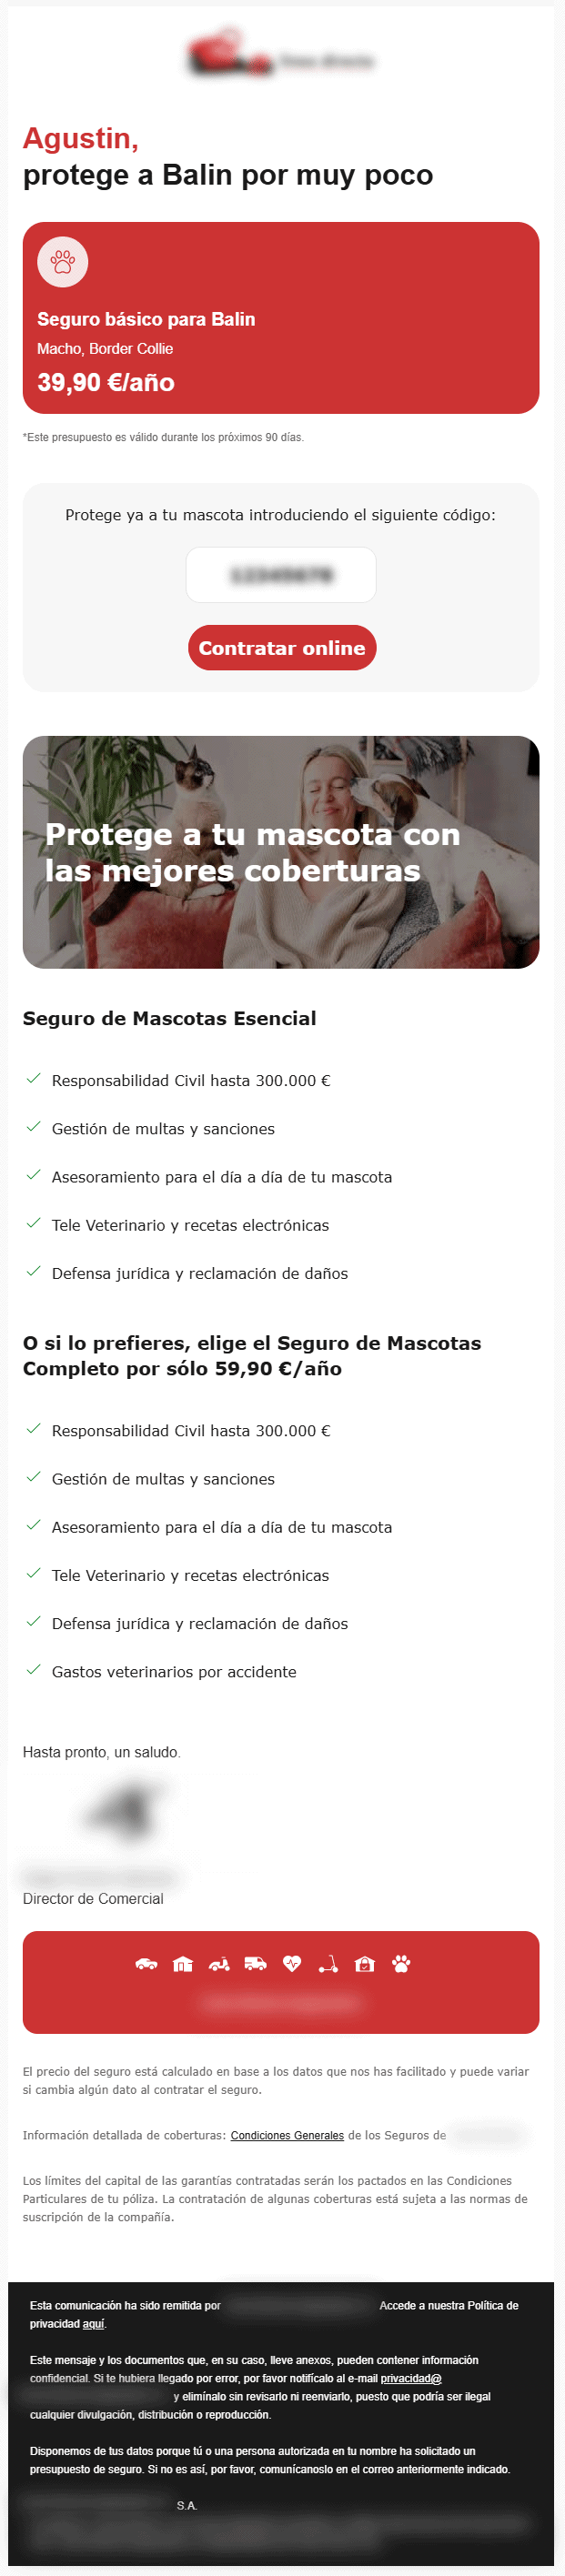 Agustin,
protege a Balin por muy poco
Seguro básico para Balin
Macho, Border Collie
39,90 €/año
*Este presupuesto es válido durante los próximos 90 días.
Protege ya a tu mascota introduciendo el siguiente código:
Contratar online
Protege a tu mascota con
las mejores coberturas
Seguro de Mascotas Esencial
Responsabilidad Civil hasta 300.000 €
Gestión de multas y sanciones
Asesoramiento para el día a día de tu mascota
Tele Veterinario y recetas electrónicas
Defensa jurídica y reclamación de daños
O si lo prefieres, elige el Seguro de Mascotas
Completo por sólo 59,90 €/año
Responsabilidad Civil hasta 300.000 €
Gestión de multas y sanciones
Asesoramiento para el día a día de tu mascota
Tele Veterinario y recetas electrónicas
Defensa jurídica y reclamación de daños
Gastos veterinarios por accidente
Hasta pronto, un saludo.
Director de Comercial
El precio del seguro está calculado en base a los datos que nos has facilitado y puede variar
si cambia algún dato al contratar el seguro.
Información detallada de coberturas: Condiciones Generales de los Seguros de
Los límites del capital de las garantías contratadas serán los pactados en las Condiciones
Particulares de tu póliza. La contratación de algunas coberturas está sujeta a las normas de
suscripción de la compañía.
Esta comunicación ha sido remitida por Accede a nuestra Política de
privacidad aquí.
Este mensaje y los documentos que, en su caso, lleve anexos, pueden contener información
confidencial. Si te hubiera llegado por error, por favor notifícalo al e-mail privacidad@
y elimínalo sin revisarlo ni reenviarlo, puesto que podría ser ilegal
cualquier divulgación, distribución o reproducción.
Disponemos de tus datos porque tú o una persona autorizada en tu nombre ha solicitado un
presupuesto de seguro. Si no es así, por favor, comunícanoslo en el correo anteriormente indicado.
S.A.